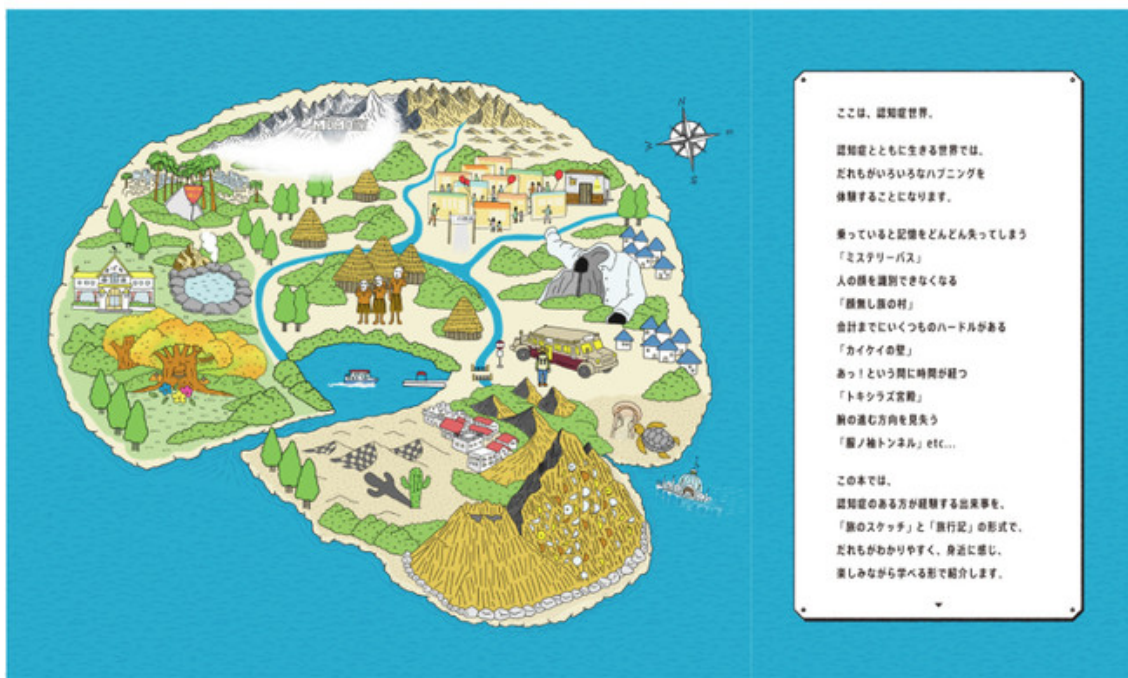 MEMORY
N
S
ここは、認知症世界。
認知症とともに生きる世界では、
だれもがいろいろなハプニングを
体験することになります。
乗っていると記憶をどんどん失ってしまう
「ミステリーバス」
人の顔を識別できなくなる
「顔無し族の村」
会計までにいくつものハードルがある
「カイケイの壁」
あっ！という間に時間が経つ
「トキシラズ宮殿」
腕の進む方向を見失う
「服ノ袖トンネル」etc...
この本では、
認知症のある方が経験する出来事を、
「旅のスケッチ」と「旅行記」の形式で、
だれもがわかりやすく、身近に感じ、
楽しみながら学べる形で紹介します。